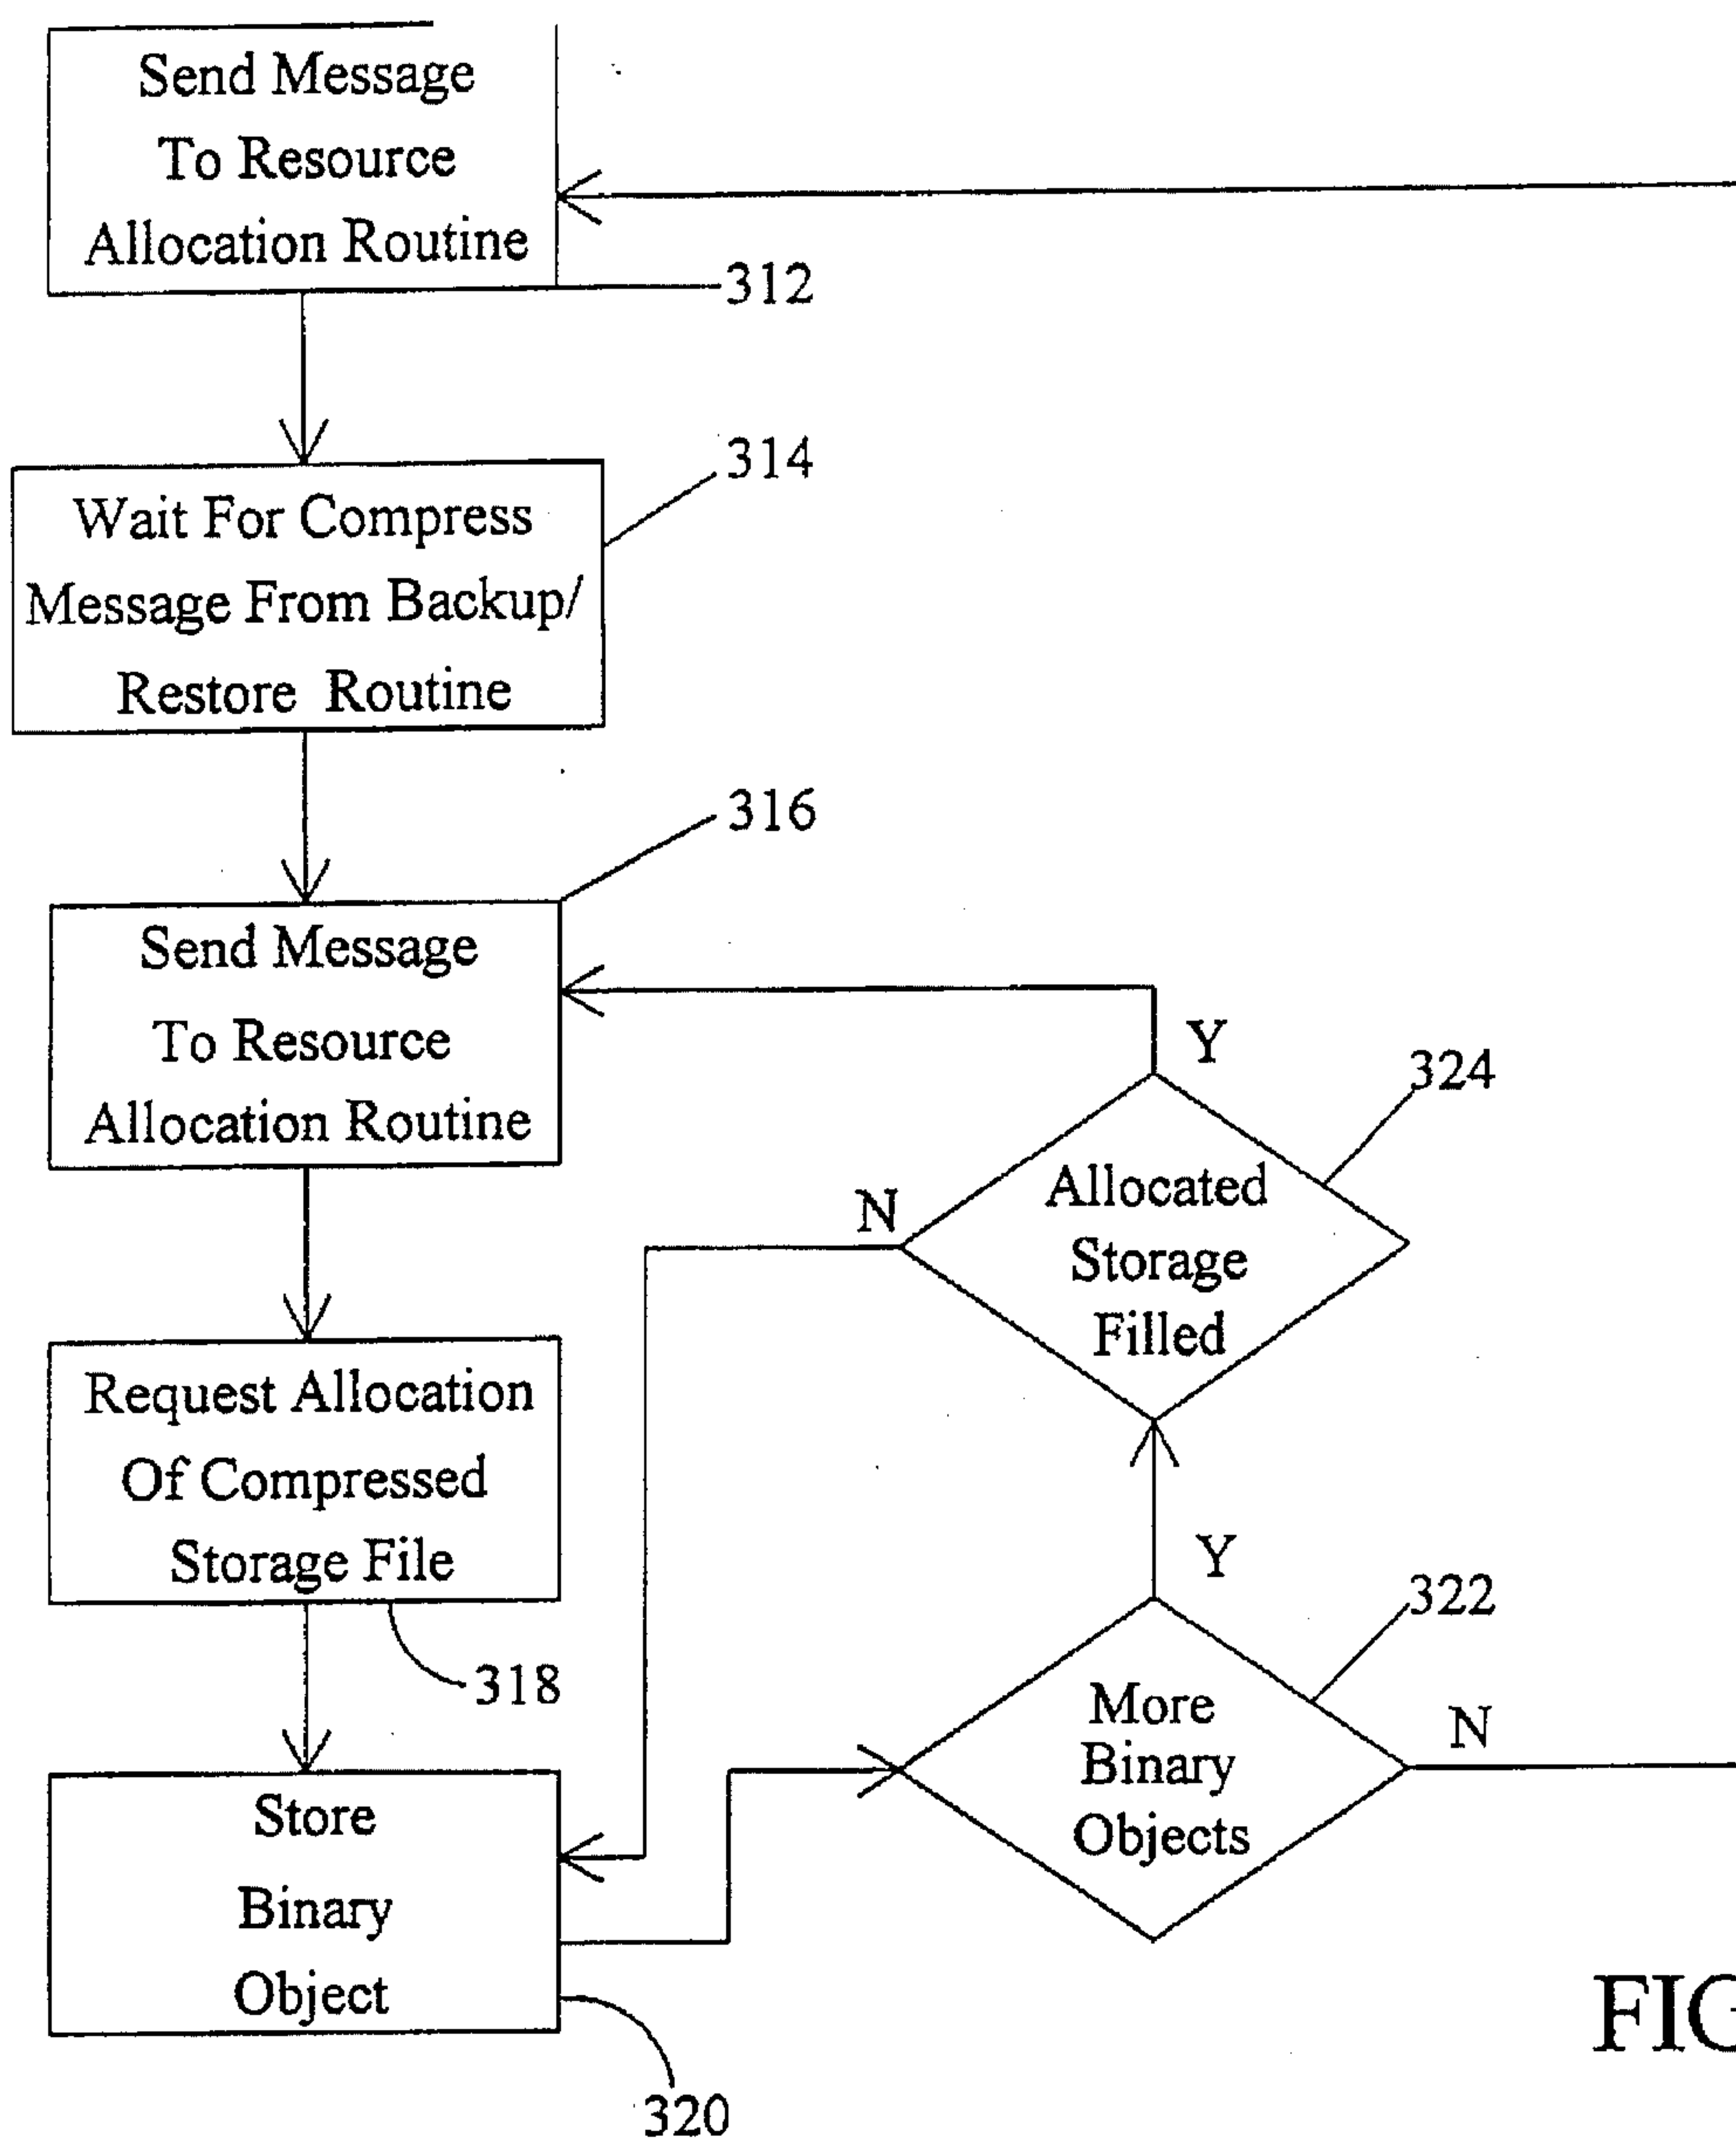 Send Message
To Resource
Allocation Routine
312
Wait For Compress
Message From Backup/
Restore Routine
314
316
Send Message
To Resource
Allocation Routine
Y
324
N
Allocated
Storage
Filled
Request Allocation
Of Compressed
Storage File
318
Y
322
More
Binary
Objects
N
Store
Binary
Object
320
FIG